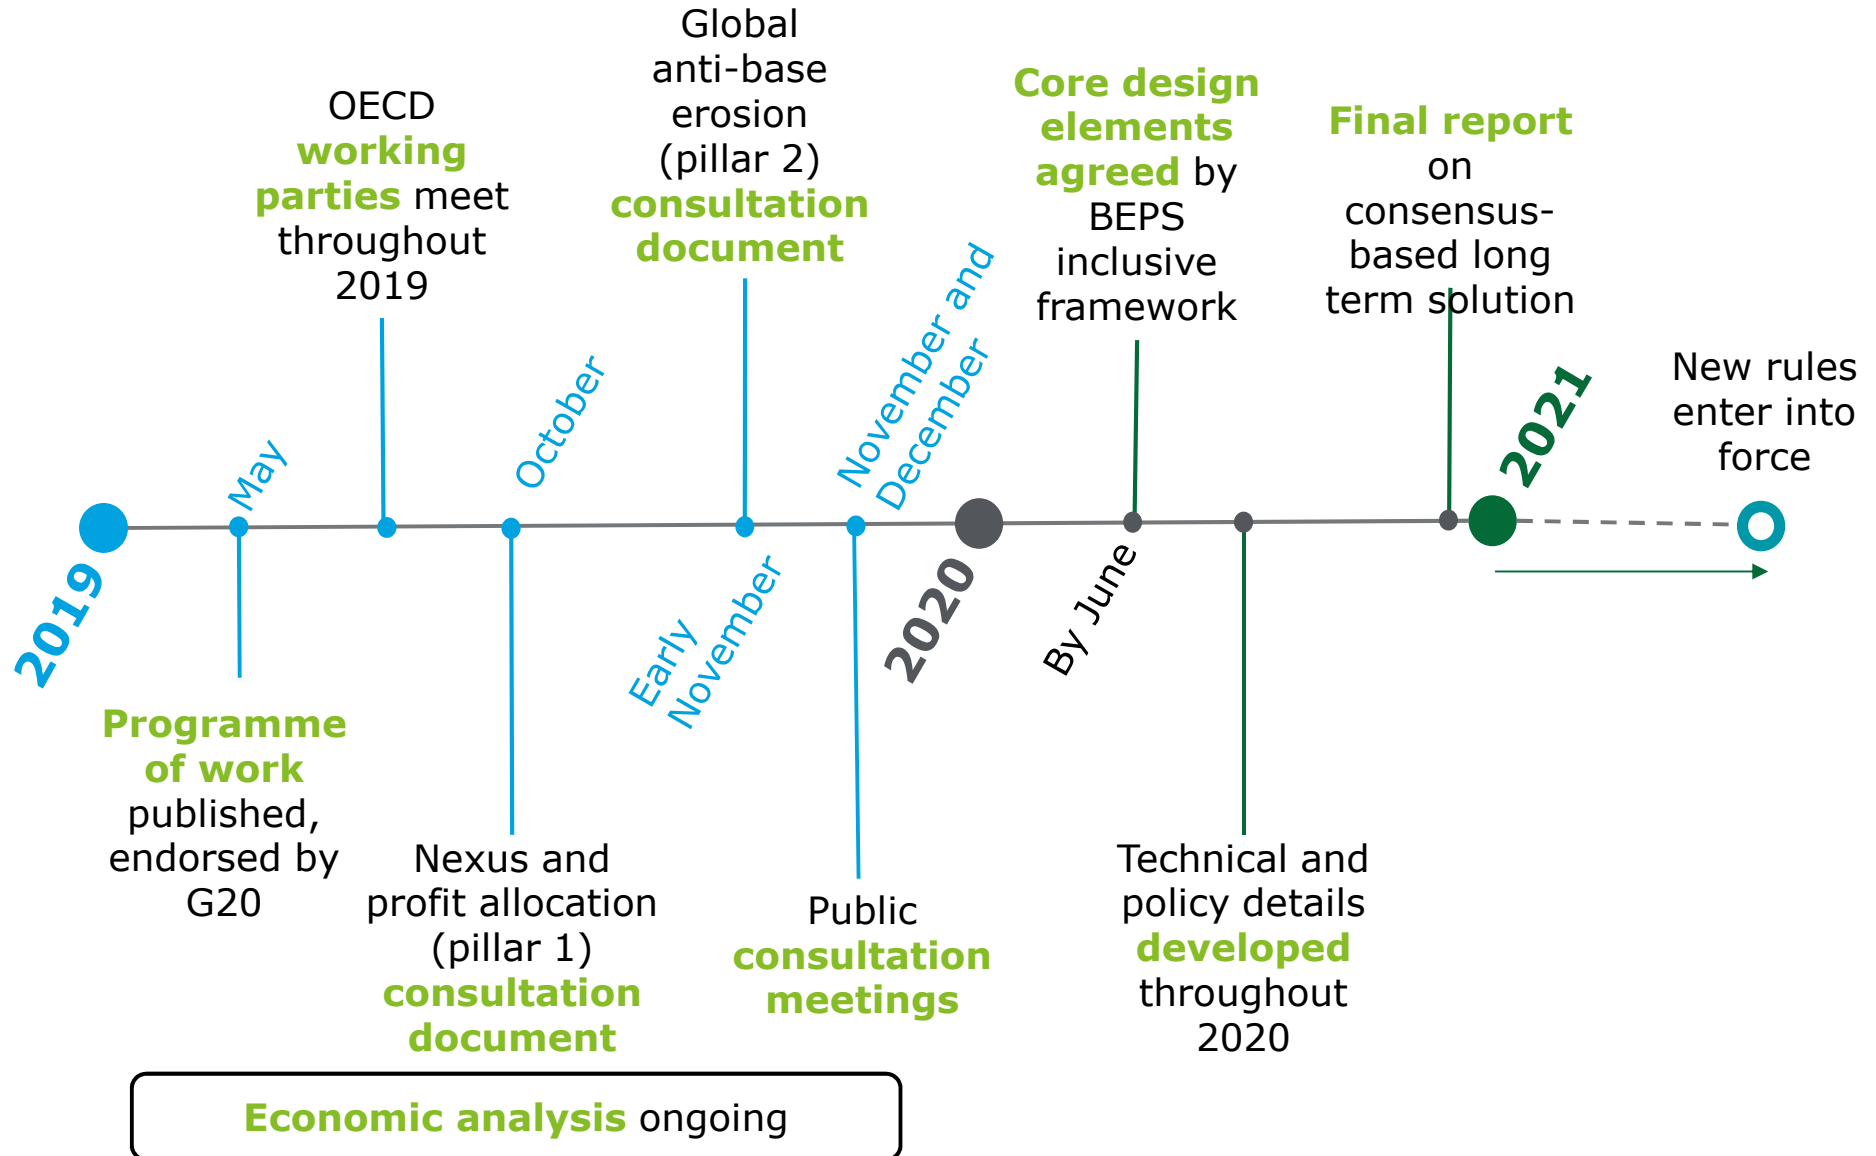 Global
anti-base
erosion
(pillar 2)
consultation
document
OECD
working
parties meet
throughout
2019
Core design
elements
agreed by
BEPS
inclusive
framework
Final report
on
consensus-
based long
term solution
New rules
enter into
force
May
October
November and
December
2021
2019
Early
November
2020
By June
Programme
of work
published,
endorsed by
G20
Nexus and
profit allocation
(pillar 1)
consultation
document
Public
consultation
meetings
Technical and
policy details
developed
throughout
2020
Economic analysis ongoing